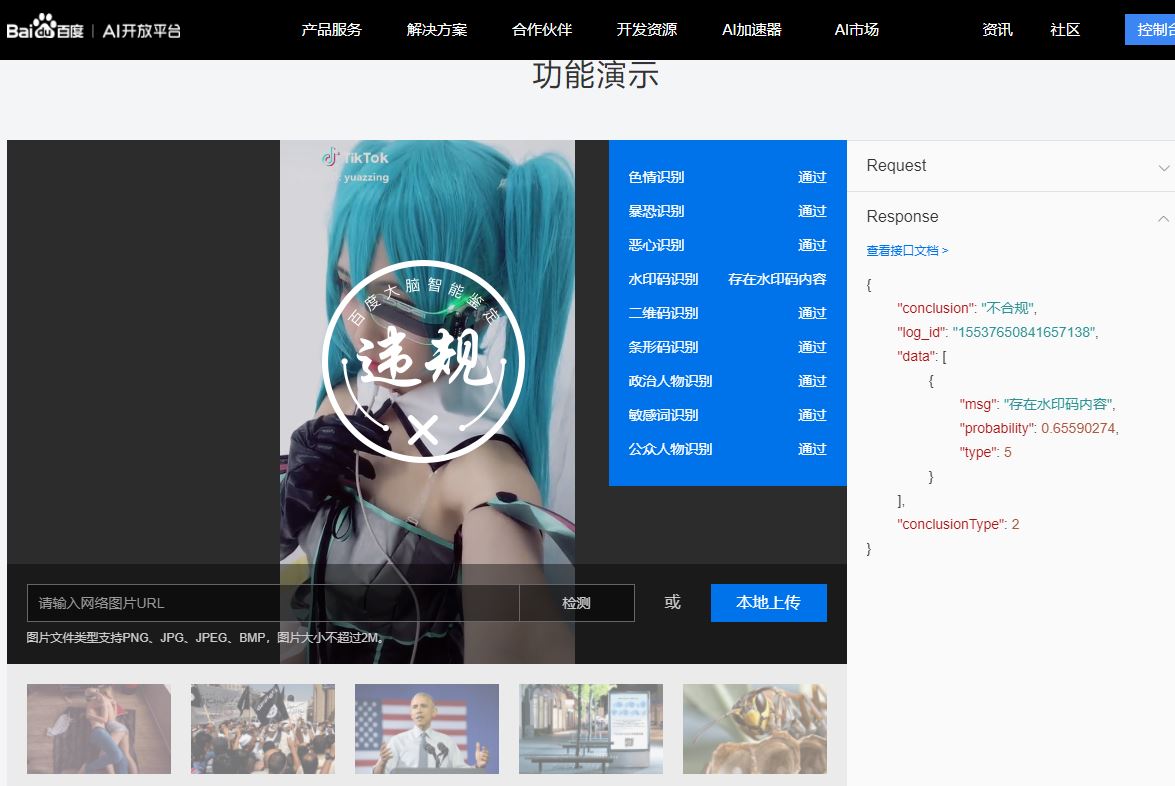 Bai du 百度 | AI开放平台
产品服务
解决方案
合作伙伴
开发资源
AI加速器
AI市场
资讯
社区
控制台
功能演示
TikTok
yuazzing
百度大脑智能鉴定
违规
色情识别 通过
暴恐识别 通过
恶心识别 通过
水印码识别 存在水印码内容
二维码识别 通过
条形码识别 通过
政治人物识别 通过
敏感词识别 通过
公众人物识别 通过
请输入网络图片URL
检测
或
本地上传
图片文件类型支持PNG、JPG、JPEG、BMP，图片大小不超过2M。
Request
Response
查看接口文档 >
{
"conclusion": "不合规",
"log_id": "15537650841657138",
"data": [
{
"msg": "存在水印码内容",
"probability": 0.65590274,
"type": 5
}
],
"conclusionType": 2
}